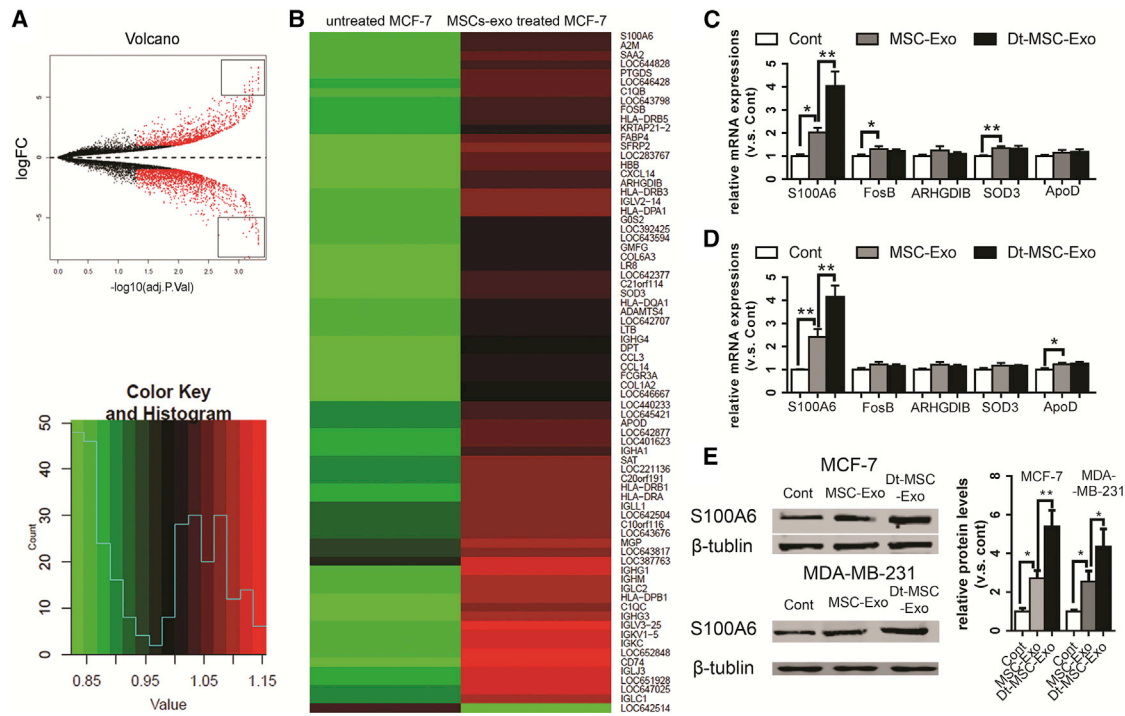 A
Volcano
logFC
5
0
-5
0.0 0.5 1.0 1.5 2.0 2.5 3.0
-log10(adj.P.Val)
Color Key
and Histogram
Count
50
40
30
20
10
0
0.85 0.95 1.05 1.15
Value
B
untreated MCF-7 MSCs-exo treated MCF-7
S100A6
A2M
SAA2
LOC644828
PTGDS
LOC646428
C1QB
LOC643798
FOSB
HLA-DRB5
KRTAP21-2
FABP4
SFRP2
LOC283767
HBB
CXCL14
ARHGDIB
HLA-DRB3
IGLV2-14
HLA-DPA1
G0S2
LOC392425
LOC643594
GMFG
COL6A3
LR8
LOC642377
C21orf114
SOD3
HLA-DQA1
ADAMTS4
LOC642707
LTB
IGHG4
DPT
CCL3
CCL14
FCGR3A
COL1A2
LOC646667
LOC440233
LOC645421
APOD
LOC642877
LOC401623
IGHA1
SAT
LOC221136
C20orf191
HLA-DRB1
HLA-DRA
IGLL1
LOC642504
C10orf116
LOC643676
MGP
LOC643817
LOC387763
IGHG1
IGHM
IGLC2
HLA-DPB1
C1QC
IGHG3
IGLV3-25
IGKV1-5
IGKC
LOC652848
CD74
IGLJ3
LOC651928
LOC647025
IGLC1
LOC642514
C
Cont MSC-Exo Dt-MSC-Exo
relative mRNA expressions
(v.s. Cont)
5
4
3
2
1
0
* ** * **
S100A6 FosB ARHGDIB SOD3 ApoD
D
Cont MSC-Exo Dt-MSC-Exo
relative mRNA expressions
(v.s. Cont)
5
4
3
2
1
0
** ** *
S100A6 FosB ARHGDIB SOD3 ApoD
E
MCF-7
Cont MSC-Exo Dt-MSC
-Exo
S100A6
β-tublin
MDA-MB-231
Cont MSC-Exo Dt-MSC
-Exo
S100A6
β-tublin
relative protein levels
(v.s. cont)
8
6
4
2
0
MCF-7 MDA-
-MB-231
* ** * *
Cont
MSC-Exo
Dt-MSC-Exo
Cont
MSC-Exo
Dt-MSC-Exo